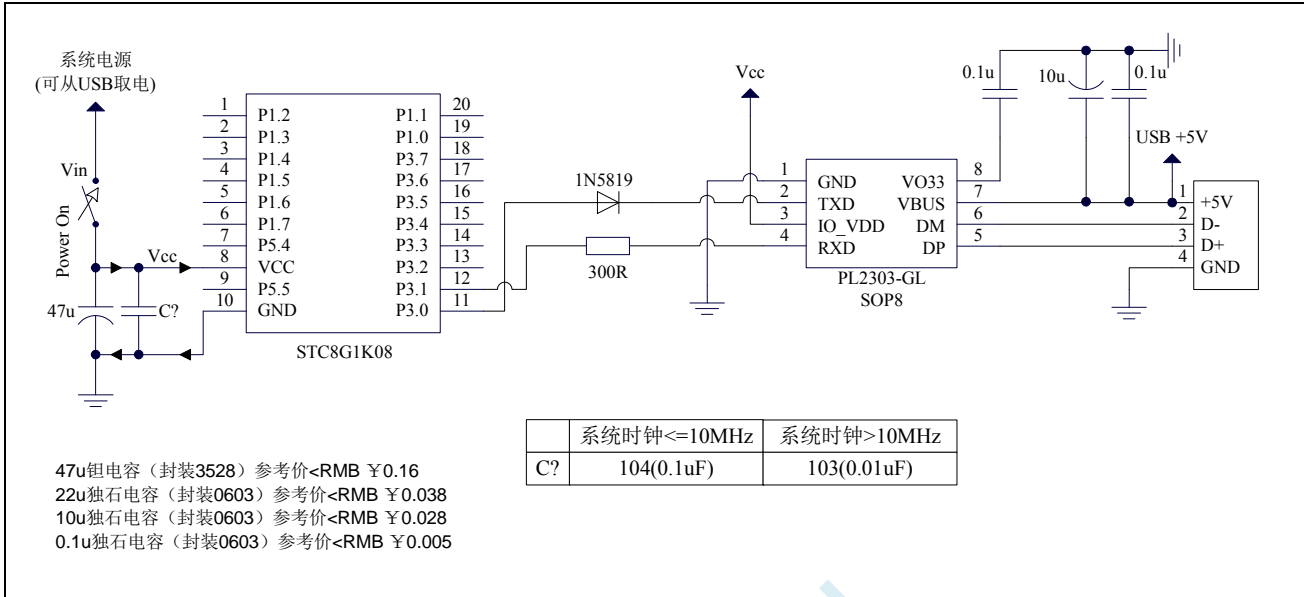 系统电源
(可从USB取电)
Vin
Power On
Vcc
47u
C?
1 P1.2
2 P1.3
3 P1.4
4 P1.5
5 P1.6
6 P1.7
7 P5.4
8 VCC
9 P5.5
10 GND
P1.1 20
P1.0 19
P3.7 18
P3.6 17
P3.5 16
P3.4 15
P3.3 14
P3.2 13
P3.1 12
P3.0 11
STC8G1K08
1N5819
300R
Vcc
1 GND
2 TXD
3 IO_VDD
4 RXD
VO33 8
VBUS 7
DM 6
DP 5
PL2303-GL
SOP8
0.1u
10u
0.1u
USB +5V
1 +5V
2 D-
3 D+
4 GND
系统时钟<=10MHz 系统时钟>10MHz
C? 104(0.1uF) 103(0.01uF)
47u钽电容（封装3528）参考价<RMB ￥0.16
22u独石电容（封装0603）参考价<RMB ￥0.038
10u独石电容（封装0603）参考价<RMB ￥0.028
0.1u独石电容（封装0603）参考价<RMB ￥0.005